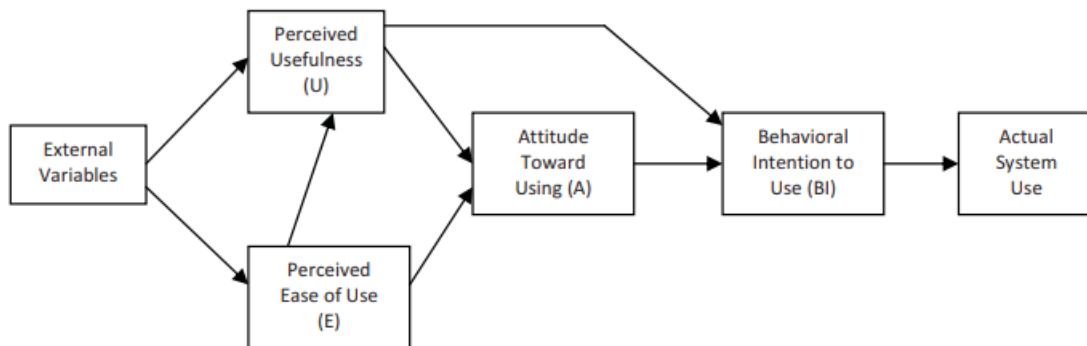 External
Variables
Perceived
Usefulness
(U)
Perceived
Ease of Use
(E)
Attitude
Toward
Using (A)
Behavioral
Intention to
Use (BI)
Actual
System
Use